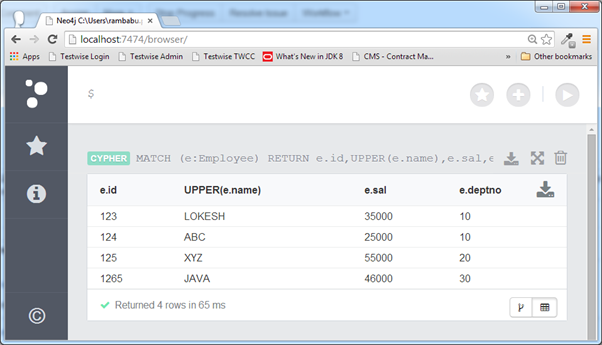 Neo4j C:\Users\rambabu.
localhost:7474/browser/
Apps Testwise Login Testwise Admin Testwise TWCC What's New in JDK 8 CMS - Contract Ma... » Other bookmarks
$
CYPHER MATCH (e:Employee) RETURN e.id,UPPER(e.name),e.sal,e
e.id UPPER(e.name) e.sal e.deptno
123 LOKESH 35000 10
124 ABC 25000 10
125 XYZ 55000 20
1265 JAVA 46000 30
Returned 4 rows in 65 ms
©